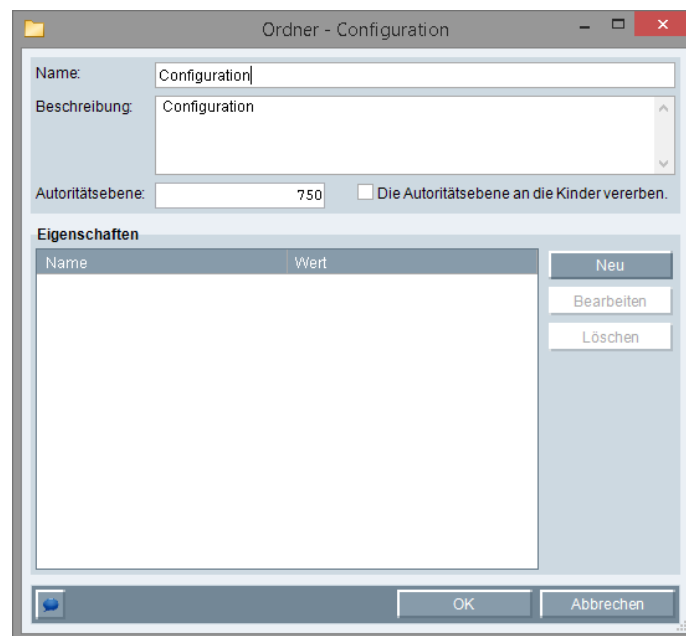 Ordner - Configuration
Name: Configuration
Beschreibung: Configuration
Autoritätsebene: 750 Die Autoritätsebene an die Kinder vererben.
Eigenschaften
Name Wert
Neu
Bearbeiten
Löschen
OK Abbrechen